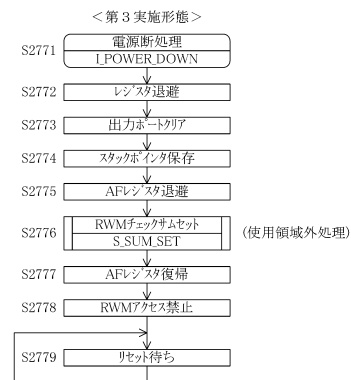 ＜第３実施形態＞
S2771
電源断処理
I_POWER_DOWN
S2772
レジスタ退避
S2773
出力ポートクリア
S2774
スタックポインタ保存
S2775
AFレジスタ退避
S2776
RWMチェックサムセット
S_SUM_SET
(使用領域外処理)
S2777
AFレジスタ復帰
S2778
RWMアクセス禁止
S2779
リセット待ち